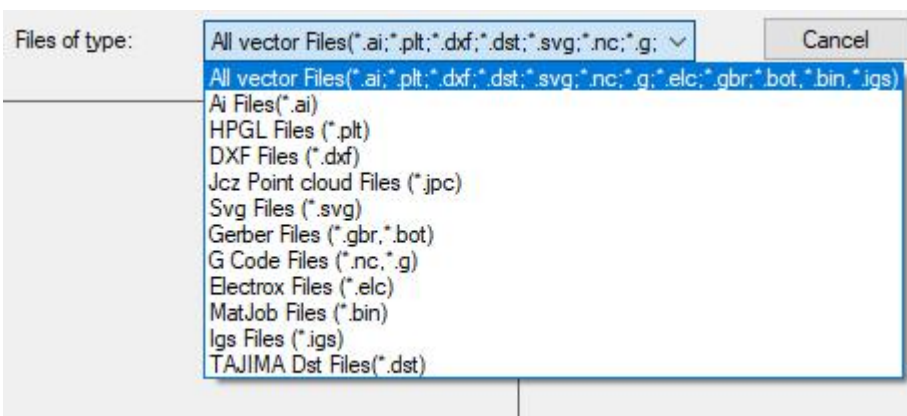 Files of type:
All vector Files(*.ai;*.plt;*.dxf;*.dst;*.svg;*.nc;*.g;
Cancel
All vector Files(*.ai;*.plt;*.dxf;*.dst;*.svg;*.nc;*.g;*.elc;*.gbr;*.bot,*.bin,*.igs)
Ai Files(*.ai)
HPGL Files (*.plt)
DXF Files (*.dxf)
Jcz Point cloud Files (*.jpc)
Svg Files (*.svg)
Gerber Files (*.gbr,*.bot)
G Code Files (*.nc,*.g)
Electrox Files (*.elc)
MatJob Files (*.bin)
Igs Files (*.igs)
TAJIMA Dst Files(*.dst)